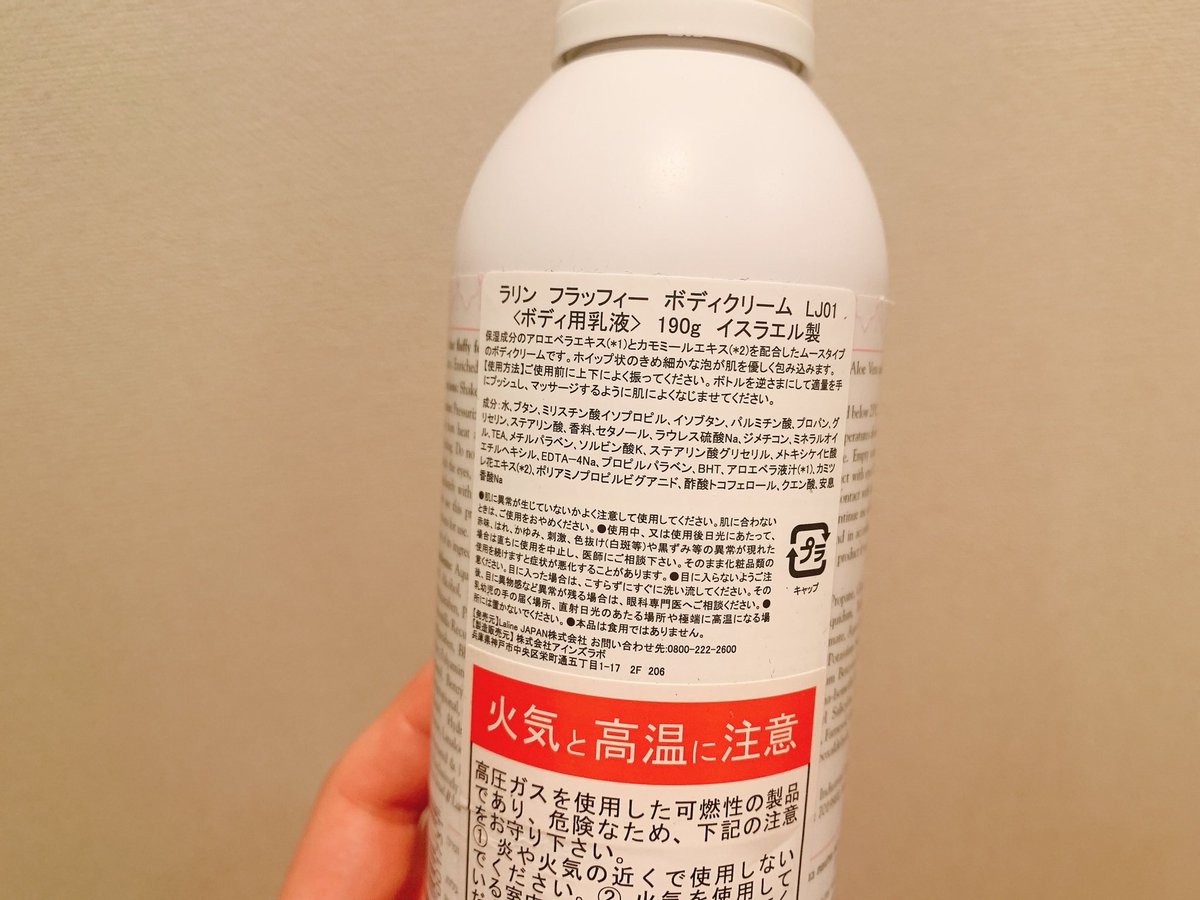 ラリン フラッフィー ボディクリーム LJ01
＜ボディ用乳液＞ 190g イスラエル製
保湿成分のアロエベラエキス(*1)とカモミールエキス(*2)を配合したムースタイプ
のボディクリームです。ホイップ状のきめ細かな泡が肌を優しく包み込みます。
【使用方法】ご使用前に上下によく振ってください。ボトルを逆さまにして適量を手
にプッシュし、マッサージするように肌によくなじませてください。
成分:水、ブタン、ミリスチン酸イソプロピル、イソブタン、パルミチン酸、プロパン、グ
リセリン、ステアリン酸、香料、セタノール、ラウレス硫酸Na、ジメチコン、ミネラルオイ
ル、TEA、メチルパラベン、ソルビン酸K、ステアリン酸グリセリル、メトキシケイヒ酸
エチルヘキシル、EDTA-4Na、プロピルパラベン、BHT、アロエベラ液汁(*1)、カミツ
レ花エキス(*2)、ポリアミノプロピルビグアニド、酢酸トコフェロール、クエン酸、安息
香酸Na
●肌に異常が生じていないかよく注意して使用してください。肌に合わない
ときは、ご使用をおやめください。●使用中、又は使用後日光にあたって、
赤味、はれ、かゆみ、刺激、色抜け(白斑等)や黒ずみ等の異常が現れた
場合は直ちに使用を中止し、医師にご相談下さい。そのまま化粧品類の
使用を続けますと症状が悪化することがあります。●目に入らないようご注
意ください。目に入った場合は、こすらずにすぐに洗い流してください。その
後、目に異物感など異常が残る場合は、眼科専門医へご相談ください。●
乳幼児の手の届く場所、直射日光のあたる場所や極端に高温になる場
所には置かないでください。●本品は食用ではありません。
【発売元】Laline JAPAN株式会社 お問い合わせ先:0800-222-2600
【製造販売元】株式会社アインズラボ
兵庫県神戸市中央区栄町通五丁目1-17 2F 206
プラ
キャップ
火気と高温に注意
高圧ガスを使用した可燃性の製品
であり、危険なため、下記の注意
をお守り下さい。
① 炎や火気の近くで使用しない
でください。② 火気を使用して
いる室内
Aloe Vera
below 25